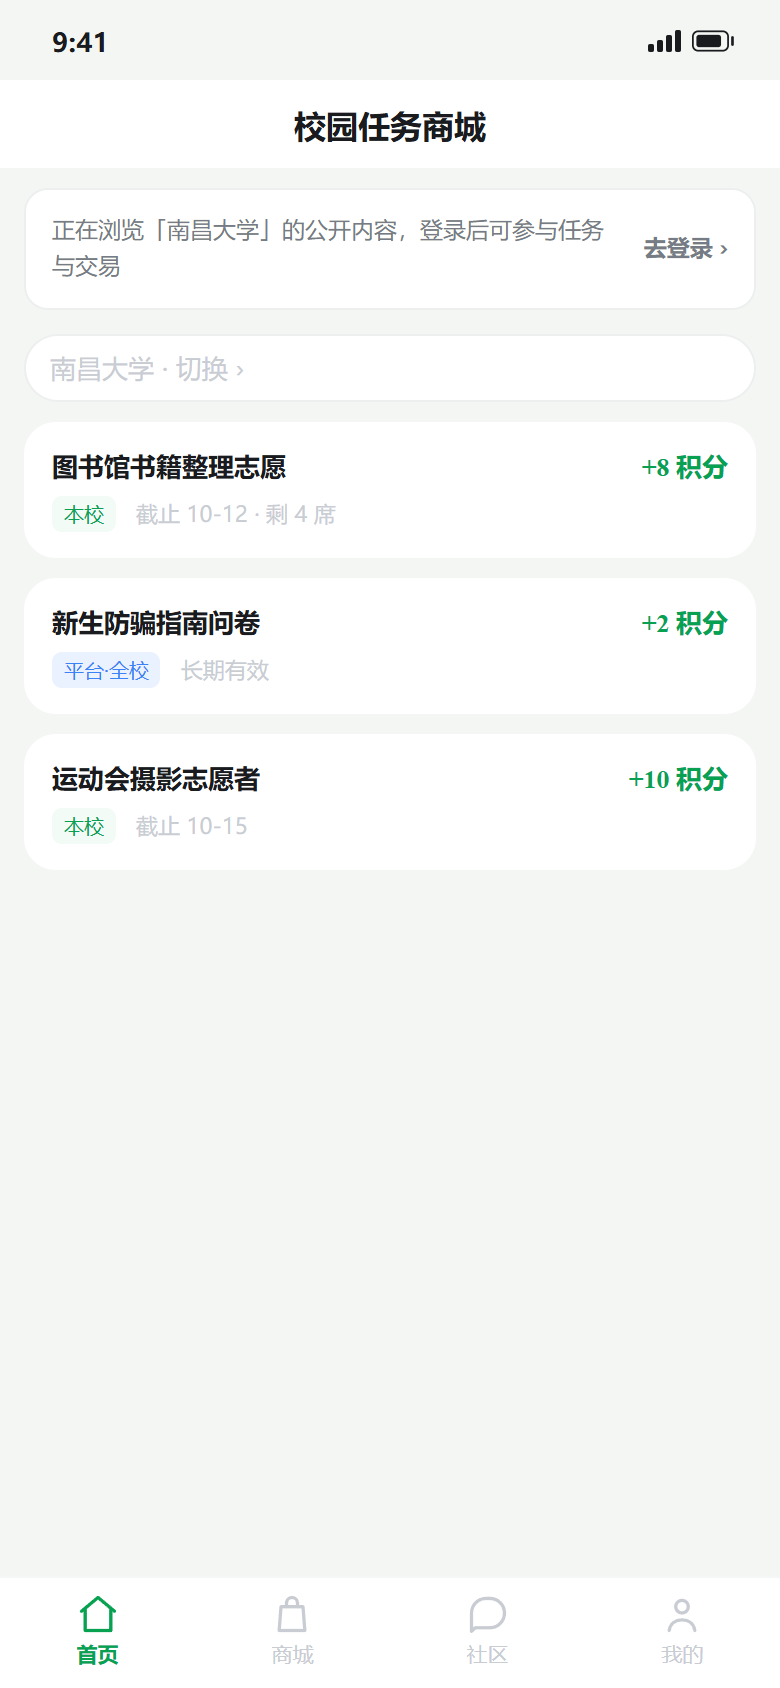 9:41
校园任务商城
正在浏览「南昌大学」的公开内容，登录后可参与任务
与交易
去登录 ›
南昌大学 · 切换 ›
图书馆书籍整理志愿
+8 积分
本校
截止 10-12 · 剩 4 席
新生防骗指南问卷
+2 积分
平台·全校
长期有效
运动会摄影志愿者
+10 积分
本校
截止 10-15
首页
商城
社区
我的